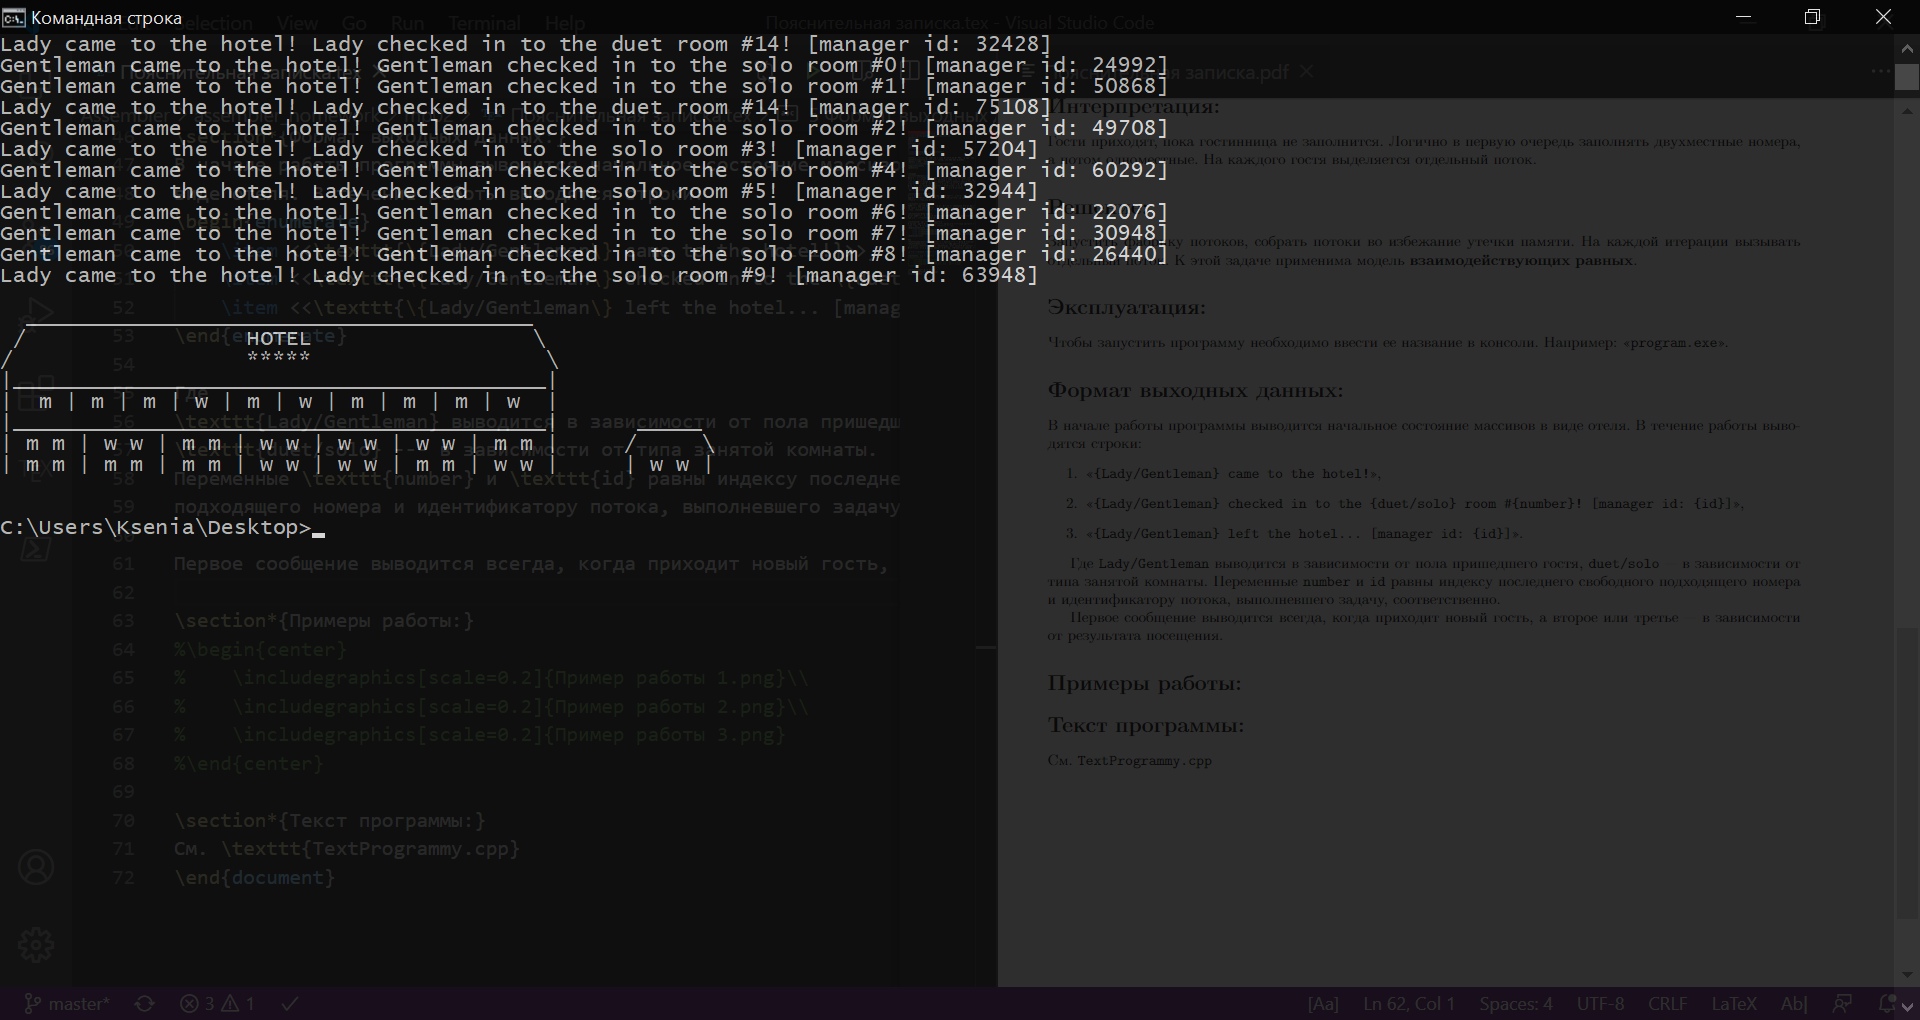 Командная строка
Selection View Go Run Terminal Help
Пояснительная записка.tex - Visual Studio Code
Lady came to the hotel! Lady checked in to the duet room #14! [manager id: 32428]
Gentleman came to the hotel! Gentleman checked in to the solo room #0! [manager id: 24992]
Gentleman came to the hotel! Gentleman checked in to the solo room #1! [manager id: 50868]
Lady came to the hotel! Lady checked in to the duet room #14! [manager id: 75108]
Gentleman came to the hotel! Gentleman checked in to the solo room #2! [manager id: 49708]
Lady came to the hotel! Lady checked in to the solo room #3! [manager id: 57204]
Gentleman came to the hotel! Gentleman checked in to the solo room #4! [manager id: 60292]
Lady came to the hotel! Lady checked in to the solo room #5! [manager id: 32944]
Gentleman came to the hotel! Gentleman checked in to the solo room #6! [manager id: 22076]
Gentleman came to the hotel! Gentleman checked in to the solo room #7! [manager id: 30948]
Gentleman came to the hotel! Gentleman checked in to the solo room #8! [manager id: 26440]
Lady came to the hotel! Lady checked in to the solo room #9! [manager id: 63948]
HOTEL
*****
| m | m | m | w | m | w | m | m | m | w |
| m m | w w | m m | w w | w w | w w | m m |
| m m | m m | m m | w w | w w | m m | w w | | w w |
C:\Users\Ksenia\Desktop>
52 \item <<\texttt{\{Lady/Gentleman\} left the hotel... [manag
53 \end{enumerate}
54
55 Где
56 \texttt{Lady/Gentleman} выводится в зависимости от пола пришедш
\texttt{duet/solo} --- в зависимости от типа занятой комнаты.
58 Переменные \texttt{number} и \texttt{id} равны индексу последне
59 подходящего номера и идентификатору потока, выполневшего задачу
60
61 Первое сообщение выводится всегда, когда приходит новый гость,
62
63 \section*{Примеры работы:}
64 %\begin{center}
65 % \includegraphics[scale=0.2]{Пример работы 1.png}\\
66 % \includegraphics[scale=0.2]{Пример работы 2.png}\\
67 % \includegraphics[scale=0.2]{Пример работы 3.png}
68 %\end{center}
69
70 \section*{Текст программы:}
71 См. \texttt{TextProgrammy.cpp}
72 \end{document}
записка.pdf
Интерпретация:
Гости приходят, пока гостинница не заполнится. Логично в первую очередь заполнять двухместные номера,
а потом одноместные. На каждого гостя выделяется отдельный поток.
потоков, собрать потоки во избежание утечки памяти. На каждой итерации вызывать
К этой задаче применима модель взаимодействующих равных.
Эксплуатация:
Чтобы запустить программу необходимо ввести ее название в консоли. Например: «program.exe».
Формат выходных данных:
В начале работы программы выводится начальное состояние массивов в виде отеля. В течение работы выво-
дятся строки:
1. «{Lady/Gentleman} came to the hotel!»,
2. «{Lady/Gentleman} checked in to the {duet/solo} room #{number}! [manager id: {id}]»,
3. «{Lady/Gentleman} left the hotel... [manager id: {id}]».
Где Lady/Gentleman выводится в зависимости от пола пришедшего гостя, duet/solo — в зависимости от
типа занятой комнаты. Переменные number и id равны индексу последнего свободного подходящего номера
и идентификатору потока, выполневшего задачу, соответственно.
Первое сообщение выводится всегда, когда приходит новый гость, а второе или третье — в зависимости
от результата посещения.
Примеры работы:
Текст программы:
См. TextProgrammy.cpp
master* 3 1 [Aa] Ln 62, Col 1 Spaces: 4 UTF-8 CRLF LaTeX Ab|